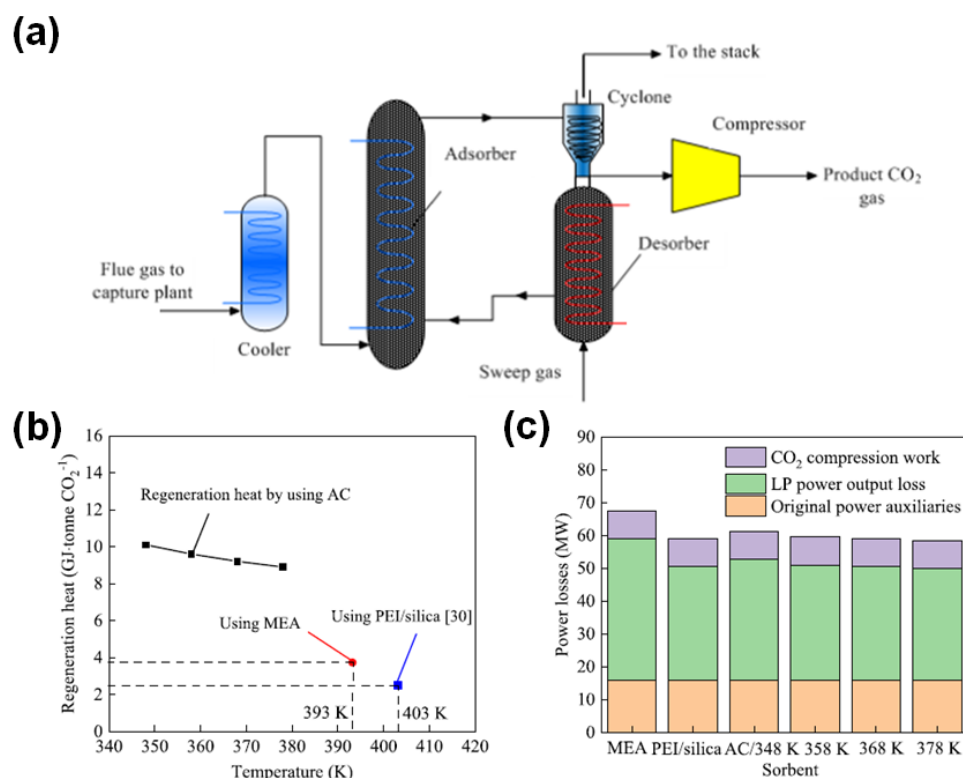 (a)
To the stack
Cyclone
Compressor
Adsorber
Product CO₂
gas
Flue gas to
capture plant
Desorber
Cooler
Sweep gas
(b)
Regeneration heat (GJ·tonne CO₂⁻¹)
16
14
12
10
8
6
4
2
0
Regeneration heat by using AC
Using MEA
Using PEI/silica [30]
393 K
403 K
340 350 360 370 380 390 400 410 420
Temperature (K)
(c)
Power losses (MW)
90
80
70
60
50
40
30
20
10
0
CO₂ compression work
LP power output loss
Original power auxiliaries
MEA PEI/silica AC/348 K 358 K 368 K 378 K
Sorbent